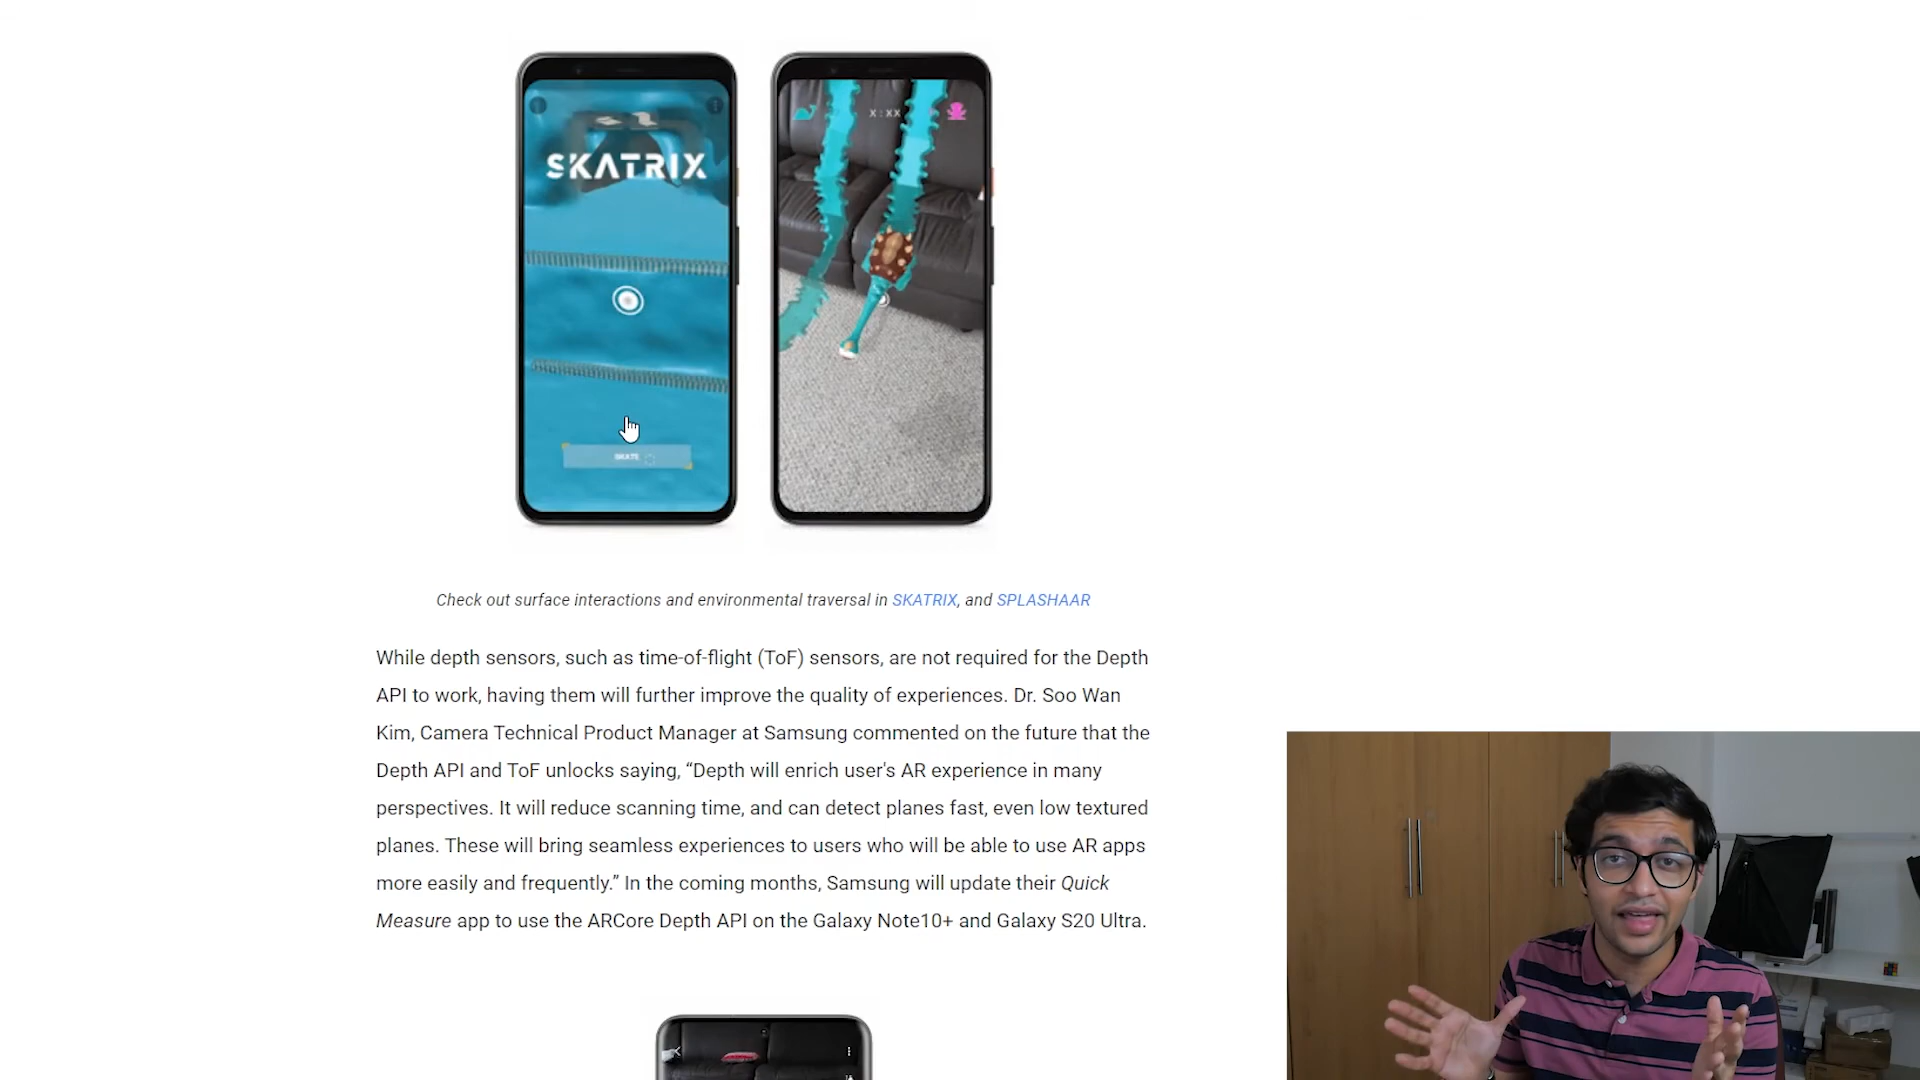 SKATRIX
X : XX
SKATE
Check out surface interactions and environmental traversal in SKATRIX, and SPLASHAAR
While depth sensors, such as time-of-flight (ToF) sensors, are not required for the Depth
API to work, having them will further improve the quality of experiences. Dr. Soo Wan
Kim, Camera Technical Product Manager at Samsung commented on the future that the
Depth API and ToF unlocks saying, “Depth will enrich user's AR experience in many
perspectives. It will reduce scanning time, and can detect planes fast, even low textured
planes. These will bring seamless experiences to users who will be able to use AR apps
more easily and frequently.” In the coming months, Samsung will update their Quick
Measure app to use the ARCore Depth API on the Galaxy Note10+ and Galaxy S20 Ultra.